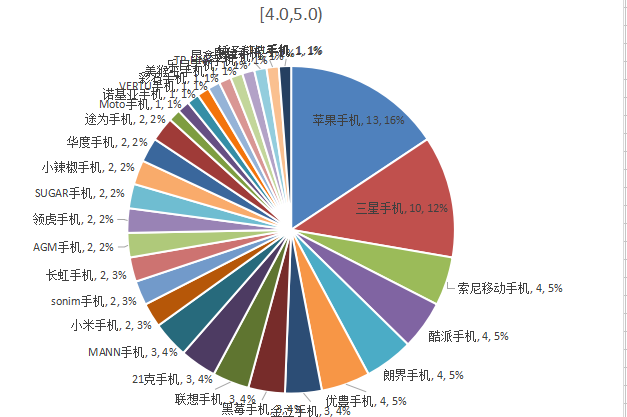 [4.0,5.0)
苹果手机, 13, 16%
三星手机, 10, 12%
索尼移动手机, 4, 5%
酷派手机, 4, 5%
朗界手机, 4, 5%
优豊手机, 4, 5%
手机, 3, 4%
黑莓手机, 3, 4%
联想手机, 3, 4%
21克手机, 3, 4%
MANN手机, 3, 4%
小米手机, 2, 3%
sonim手机, 2, 3%
长虹手机, 2, 3%
AGM手机, 2, 2%
领虎手机, 2, 2%
SUGAR手机, 2, 2%
小辣椒手机, 2, 2%
华度手机, 2, 2%
途为手机, 2, 2%
Moto手机, 1, 1%
诺基亚手机, 1, 1%
VERTU手机, 1, 1%
手机, 1, 1%
手机, 1, 1%
1, 1%